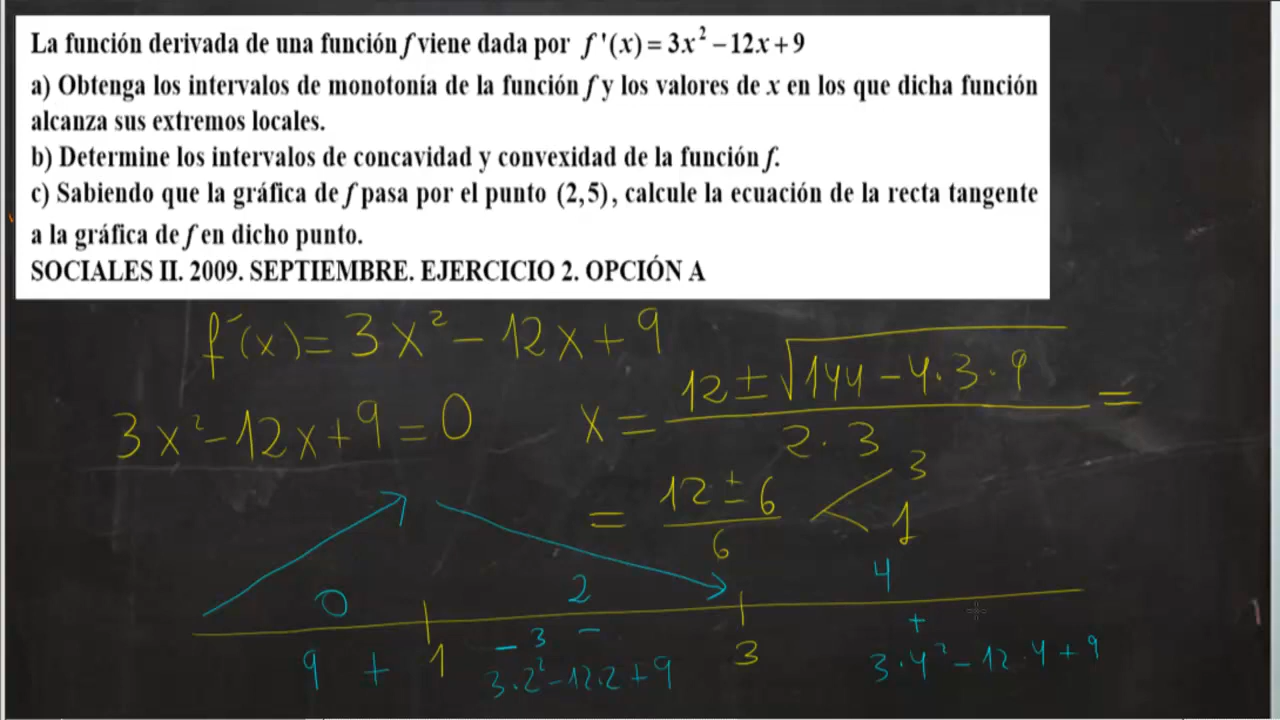 La función derivada de una función f viene dada por f '(x) = 3x² − 12x + 9
a) Obtenga los intervalos de monotonía de la función f y los valores de x en los que dicha función
alcanza sus extremos locales.
b) Determine los intervalos de concavidad y convexidad de la función f.
c) Sabiendo que la gráfica de f pasa por el punto (2,5), calcule la ecuación de la recta tangente
a la gráfica de f en dicho punto.
SOCIALES II. 2009. SEPTIEMBRE. EJERCICIO 2. OPCIÓN A
f´(x) = 3x² − 12x + 9
3x² − 12x + 9 = 0
x = (12 ± √144 − 4·3·9) / 2·3 =
= (12 ± 6) / 6 < 3
1
0 2 4
− 3 − +
9 + 1 3·2² − 12·2 + 9 3 3·4² − 12·4 + 9